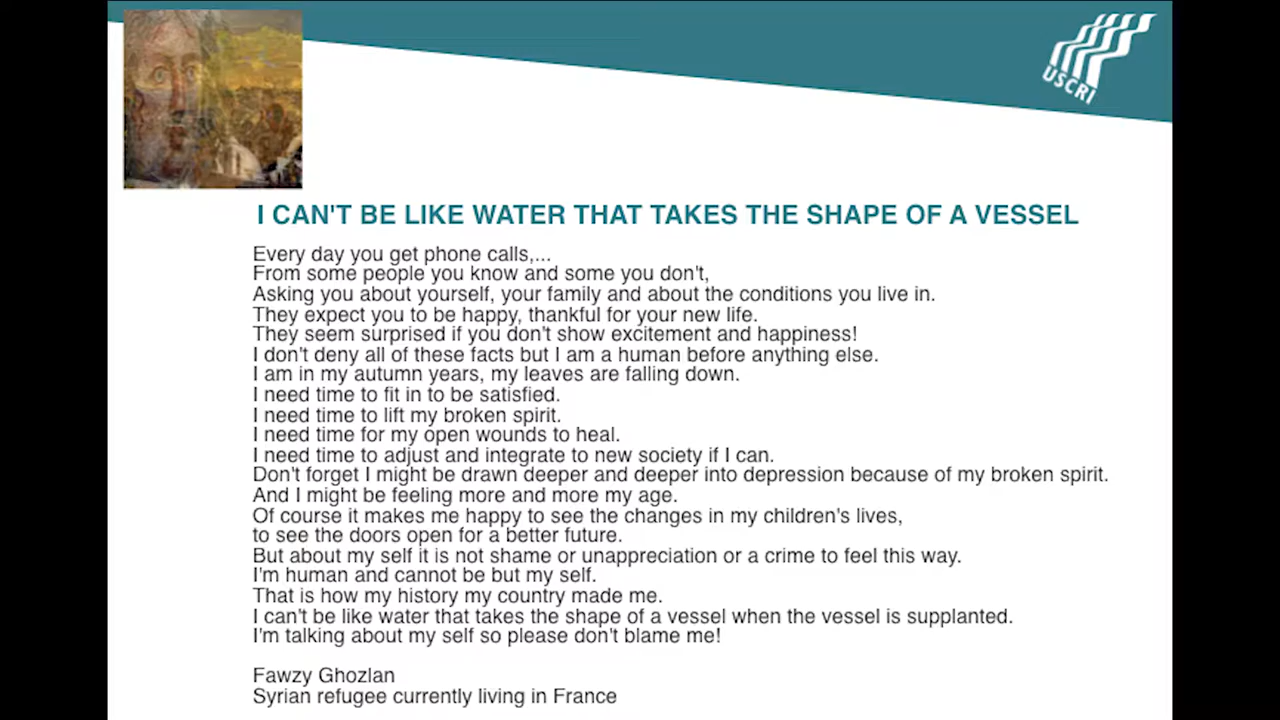 USCRI
I CAN'T BE LIKE WATER THAT TAKES THE SHAPE OF A VESSEL
Every day you get phone calls,...
From some people you know and some you don't,
Asking you about yourself, your family and about the conditions you live in.
They expect you to be happy, thankful for your new life.
They seem surprised if you don't show excitement and happiness!
I don't deny all of these facts but I am a human before anything else.
I am in my autumn years, my leaves are falling down.
I need time to fit in to be satisfied.
I need time to lift my broken spirit.
I need time for my open wounds to heal.
I need time to adjust and integrate to new society if I can.
Don't forget I might be drawn deeper and deeper into depression because of my broken spirit.
And I might be feeling more and more my age.
Of course it makes me happy to see the changes in my children's lives,
to see the doors open for a better future.
But about my self it is not shame or unappreciation or a crime to feel this way.
I'm human and cannot be but my self.
That is how my history my country made me.
I can't be like water that takes the shape of a vessel when the vessel is supplanted.
I'm talking about my self so please don't blame me!
Fawzy Ghozlan
Syrian refugee currently living in France